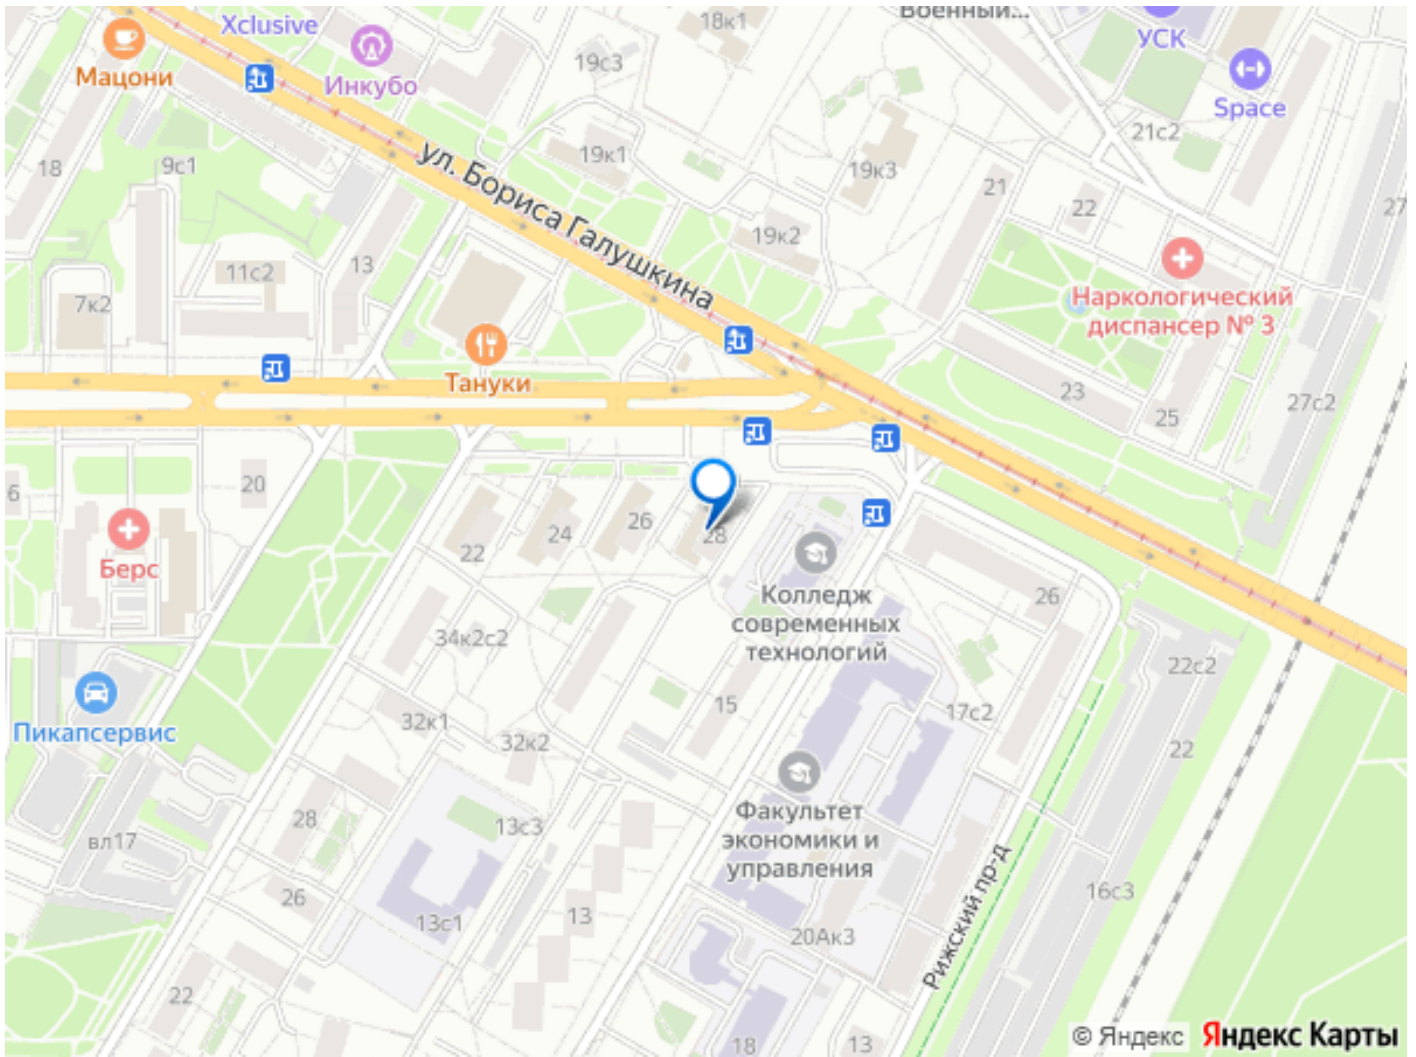 Xclusive
18к1
Военный...
УСК
Мацони
Инкубо
19с3
Space
21с2
18
9с1
19к1
ул. Бориса Галушкина
19к3
21
22
27
19к2
11с2
13
7к2
Наркологический
диспансер № 3
Тануки
23
25
27с2
6
20
22
24
26
28
Берс
Колледж
современных
технологий
26
34к2с2
22с2
Пикапсервис
32к1
32к2
15
17с2
22
Факультет
экономики и
управления
28
13с3
вл17
26
13с1
13
20Ак3
16с3
Рижский пр-д
22
18
13
© Яндекс Яндекс Карты